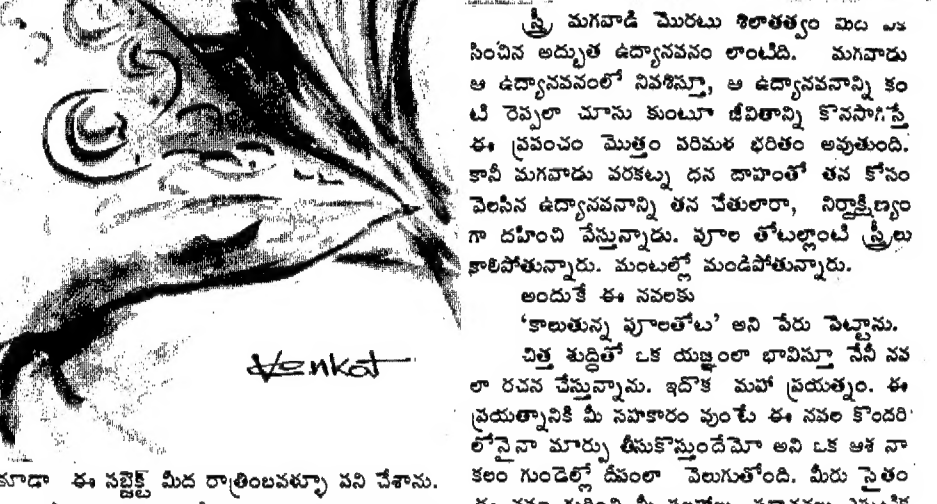 Venkat
కూడా ఈ సబ్జెక్ట్ మీద రాత్రింబవళ్ళూ పని చేశాను.
స్త్రీ మగవాడి మొరటు శిలాతత్వం మీద
సించిన అద్భుత ఉద్యానవనం లాంటిది. మగవాడు
ఆ ఉద్యానవనంలో నివశిస్తూ, ఆ ఉద్యానవనాన్ని కం
టి రెప్పలా చూసు కుంటూ జీవితాన్ని కొనసాగిస్తే
ఈ ప్రపంచం మొత్తం పరిమళ భరితం అవుతుంది.
కానీ మగవాడు వరకట్న ధన దాహంతో తన కోసం
వెలసిన ఉద్యానవనాన్ని తన చేతులారా, నిర్దాక్షిణ్యం
గా దహించి వేస్తున్నాడు. పూల తోటల్లాంటి స్త్రీలు
కాలిపోతున్నారు. మంటల్లో మండిపోతున్నారు.
అందుకే ఈ నవలకు
‘కాలుతున్న పూలతోట’ అని పేరు పెట్టాను.
చిత్త శుద్ధితో ఒక యజ్ఞంలా భావిస్తూ నేనీ నవ
లా రచన చేస్తున్నాను. ఇదొక మహా ప్రయత్నం. ఈ
ప్రయత్నానికి మీ సహకారం వుంటే ఈ నవల కొందరి
లోనైనా మార్పు తీసుకొస్తుందేమో అని ఒక ఆశ నా
కలం గుండెల్లో దీపంలా వెలుగుతోంది. మీరు సైతం